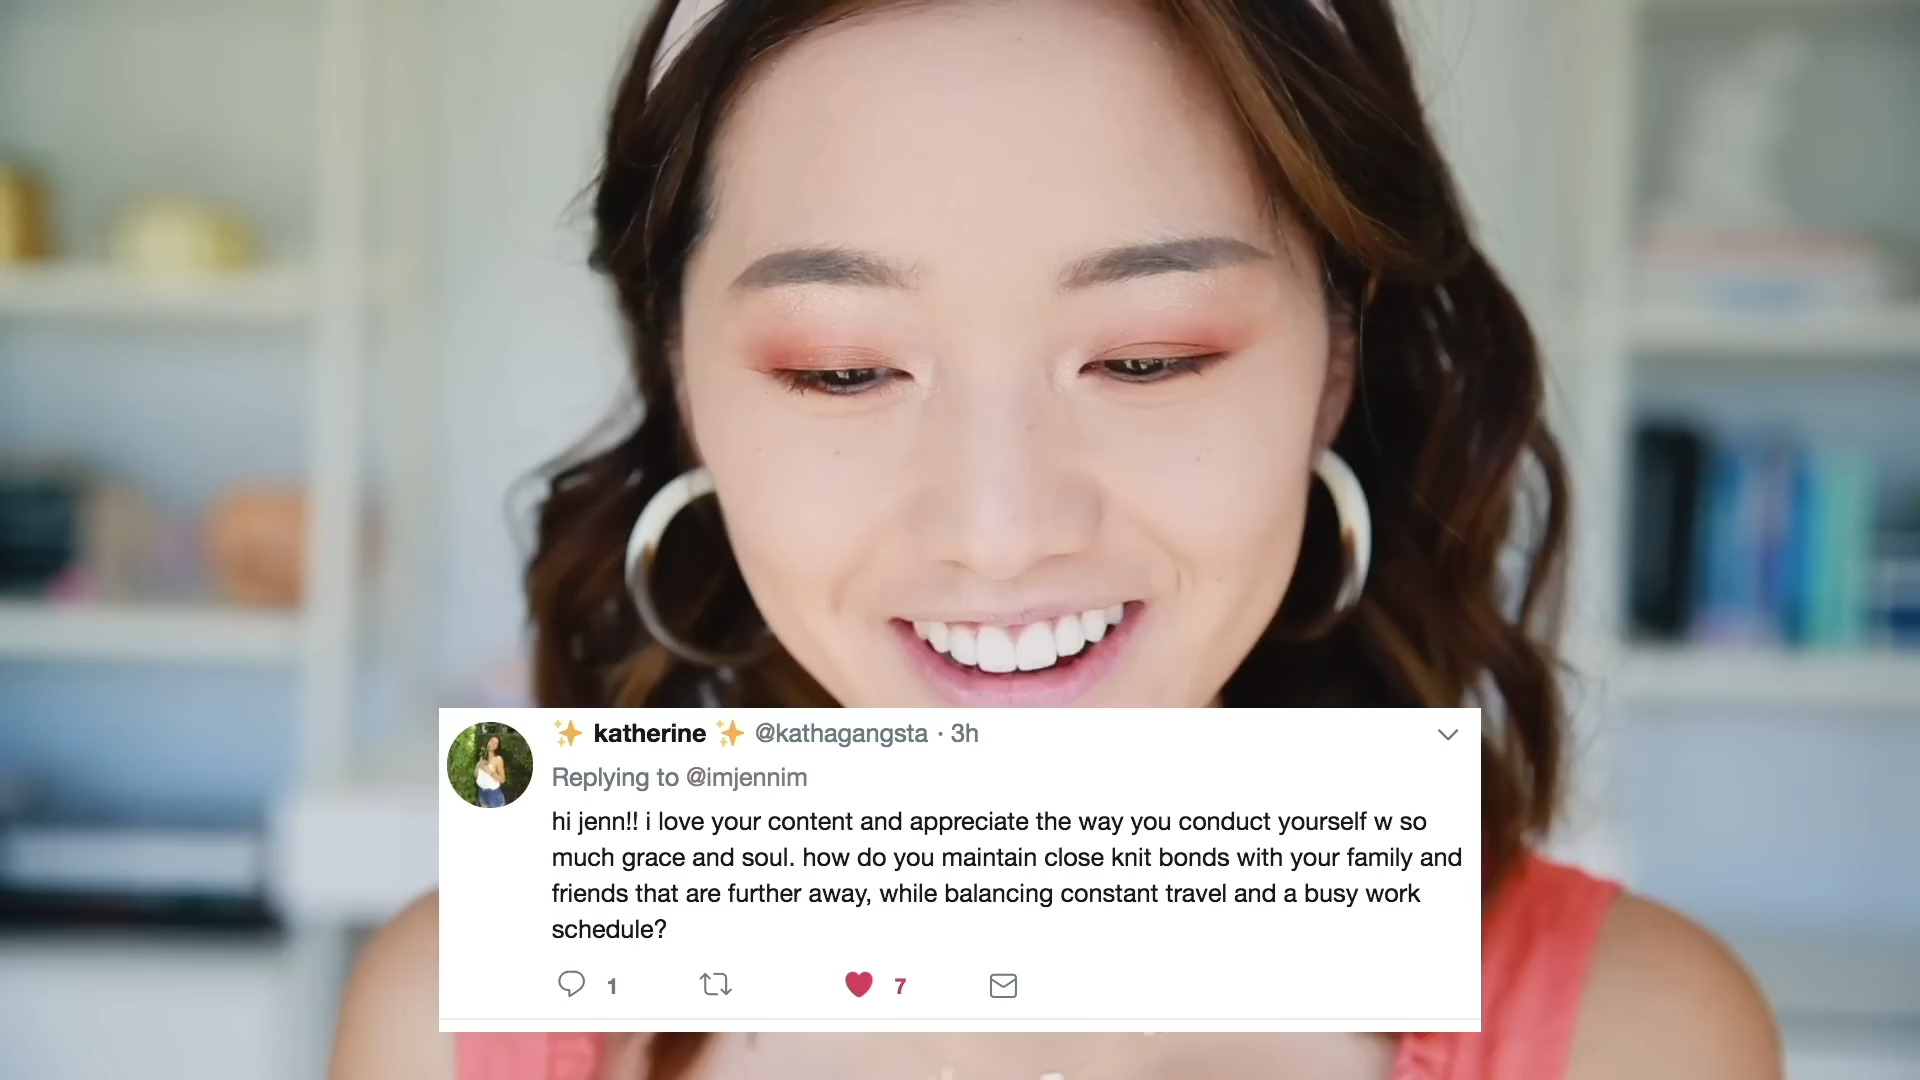 ✨ katherine ✨ @kathagangsta · 3h
Replying to @imjennim
hi jenn!! i love your content and appreciate the way you conduct yourself w so
much grace and soul. how do you maintain close knit bonds with your family and
friends that are further away, while balancing constant travel and a busy work
schedule?
1 7